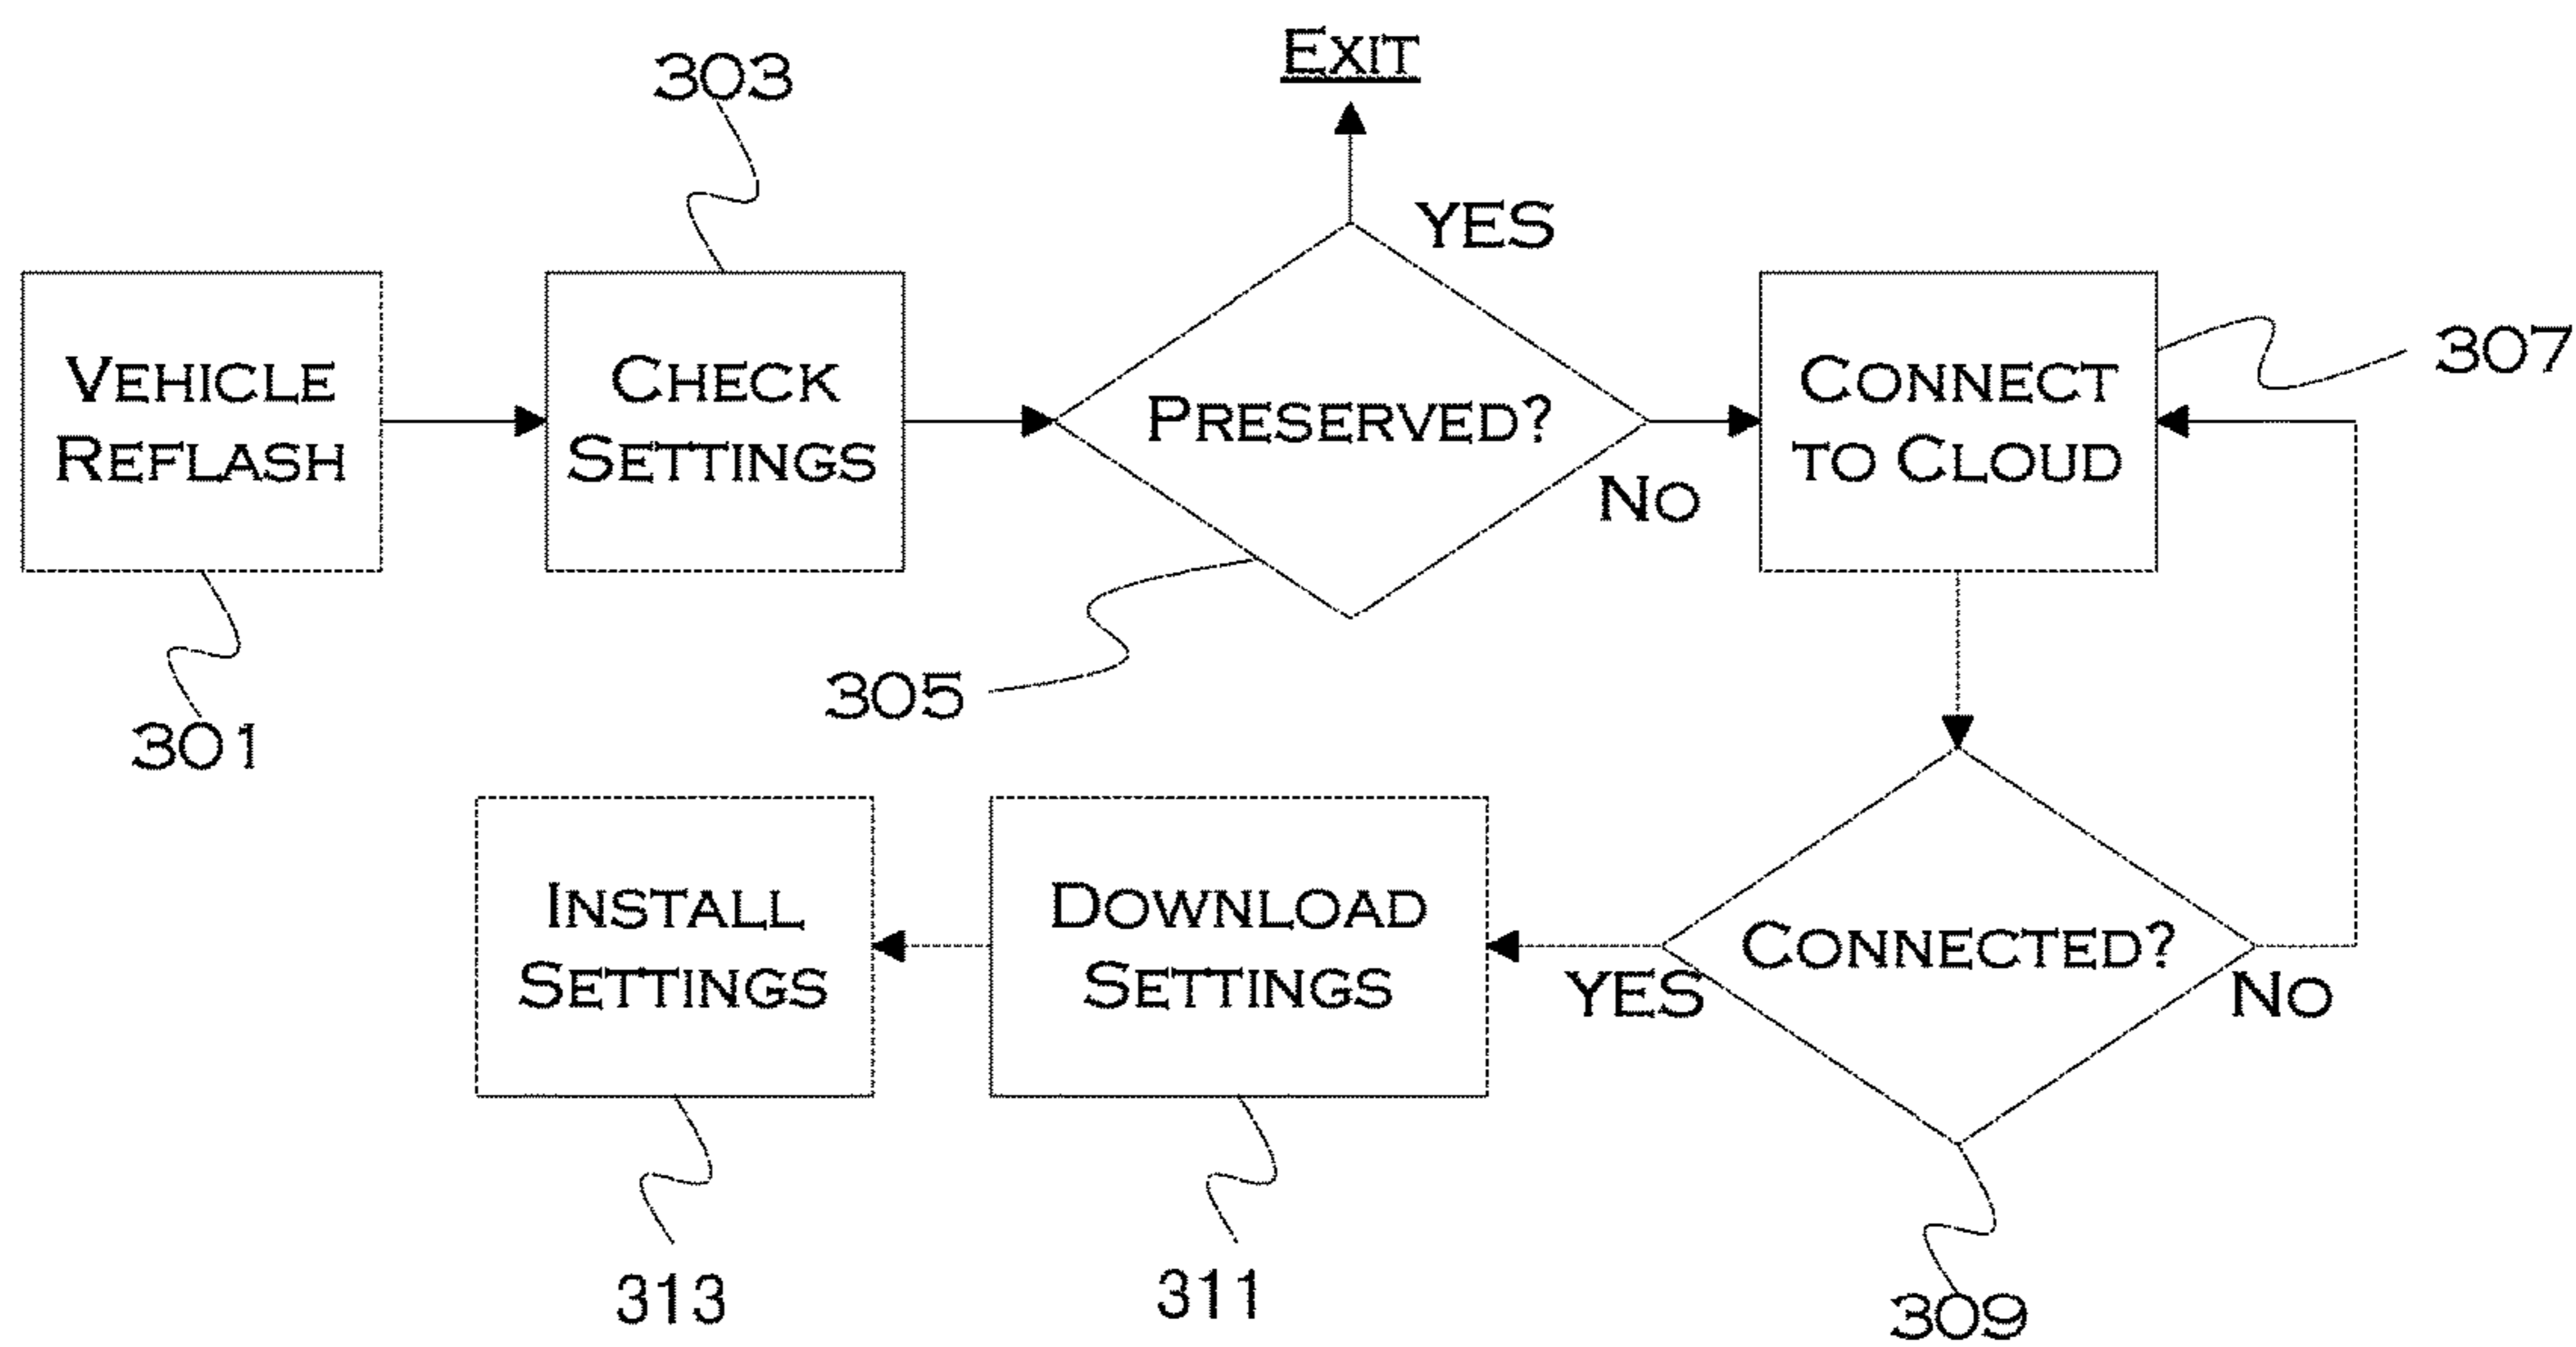 EXIT
303
YES
VEHICLE
REFLASH
CHECK
SETTINGS
PRESERVED?
NO
CONNECT
TO CLOUD
307
305
301
INSTALL
SETTINGS
DOWNLOAD
SETTINGS
YES
CONNECTED?
NO
313
311
309